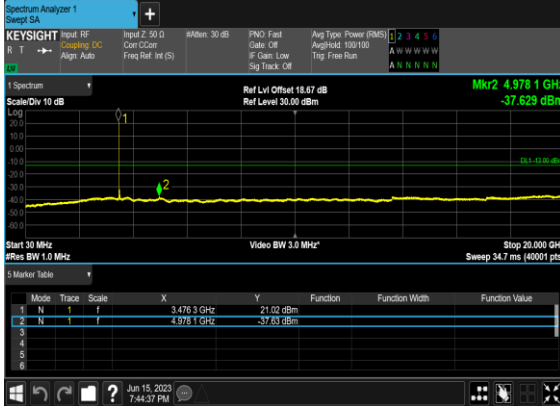 Spectrum Analyzer 1
Swept SA
+
KEYSIGHT Input: RF Input Z: 50 Ω #Atten: 30 dB PNO: Fast Avg Type: Power (RMS) 1 2 3 4 5 6
R T Coupling: DC Corr CCorr Gate: Off Avg|Hold: 100/100 A W W W W W
Align: Auto Freq Ref: Int (S) IF Gain: Low Trig: Free Run
Sig Track: Off A N N N N N
LXI
1 Spectrum
Scale/Div 10 dB
Ref Lvl Offset 18.67 dB
Ref Level 30.00 dBm
Mkr2 4.978 1 GHz
-37.629 dBm
Log
20.0
10.0
0.00
-10.0
-20.0
-30.0
-40.0
-50.0
-60.0
1
2
DL1 -13.00 dBm
Start 30 MHz Video BW 3.0 MHz* Stop 20.000 GH
#Res BW 1.0 MHz Sweep 34.7 ms (40001 pts
5 Marker Table
Mode Trace Scale X Y Function Function Width Function Value
1 N 1 f 3.476 3 GHz 21.02 dBm
2 N 1 f 4.978 1 GHz -37.63 dBm
3
4
5
6
? Jun 15, 2023
7:44:37 PM